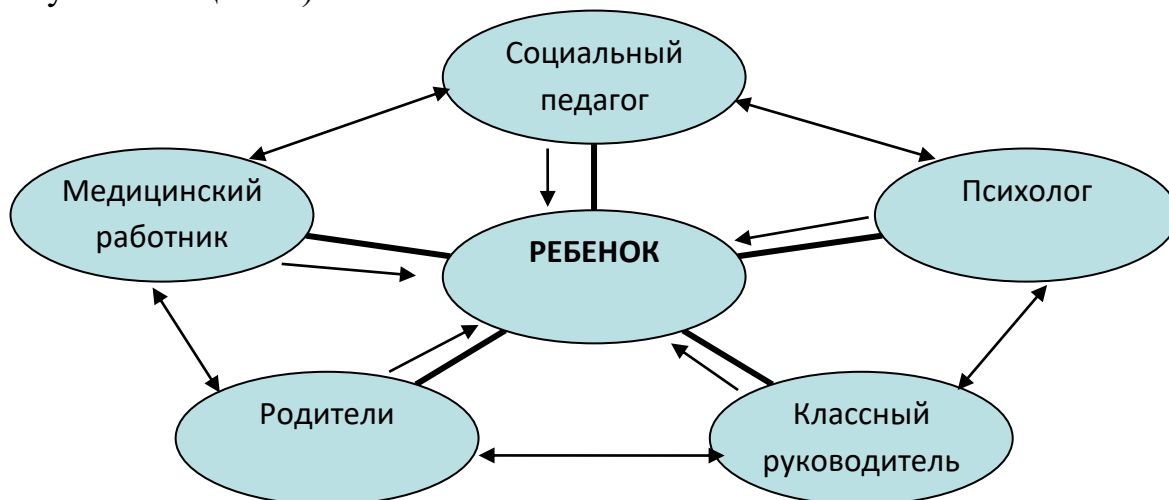 Социальный
педагог
Медицинский
работник
Психолог
РЕБЕНОК
Родители
Классный
руководитель